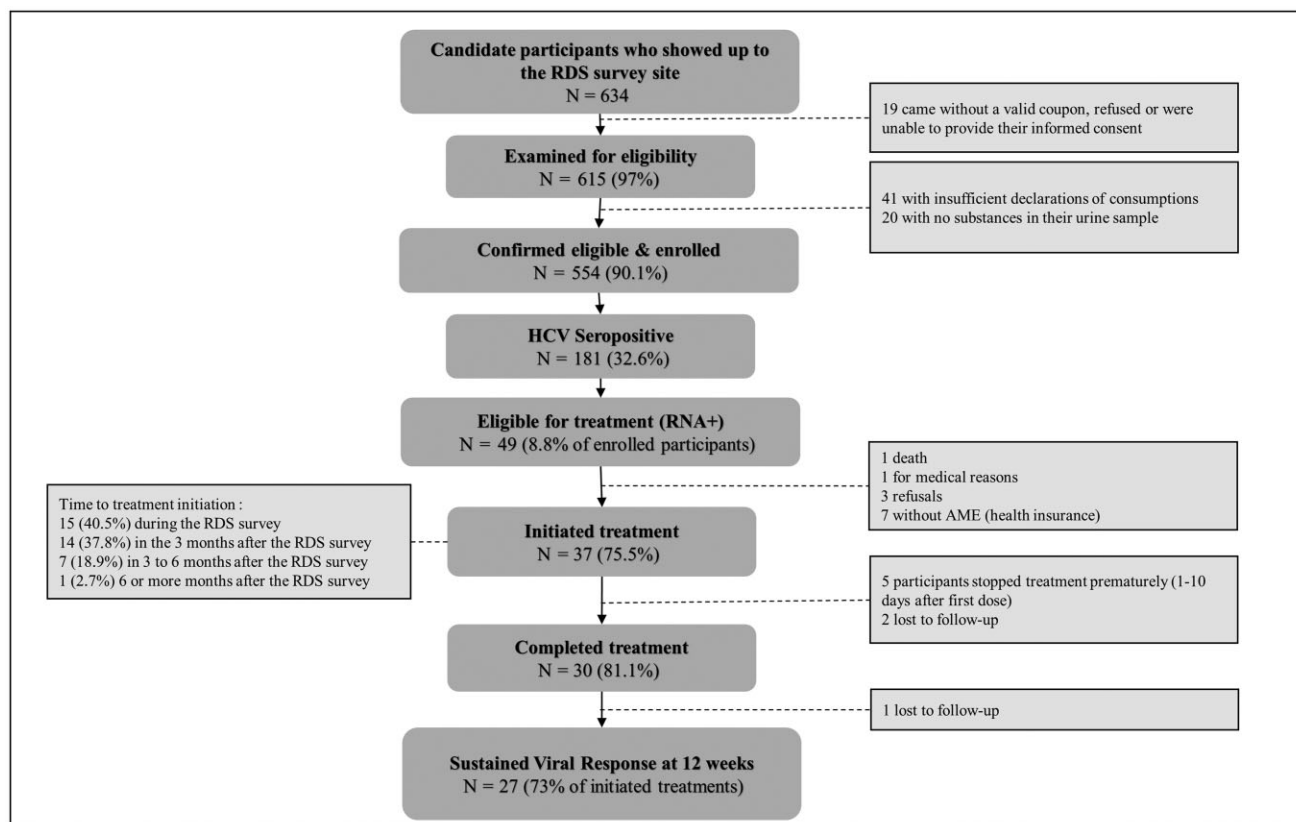 Candidate participants who showed up to
the RDS survey site
N = 634
19 came without a valid coupon, refused or were
unable to provide their informed consent
Examined for eligibility
N = 615 (97%)
41 with insufficient declarations of consumptions
20 with no substances in their urine sample
Confirmed eligible & enrolled
N = 554 (90.1%)
HCV Seropositive
N = 181 (32.6%)
Eligible for treatment (RNA+)
N = 49 (8.8% of enrolled participants)
1 death
1 for medical reasons
3 refusals
7 without AME (health insurance)
Time to treatment initiation :
15 (40.5%) during the RDS survey
14 (37.8%) in the 3 months after the RDS survey
7 (18.9%) in 3 to 6 months after the RDS survey
1 (2.7%) 6 or more months after the RDS survey
Initiated treatment
N = 37 (75.5%)
5 participants stopped treatment prematurely (1-10
days after first dose)
2 lost to follow-up
Completed treatment
N = 30 (81.1%)
1 lost to follow-up
Sustained Viral Response at 12 weeks
N = 27 (73% of initiated treatments)